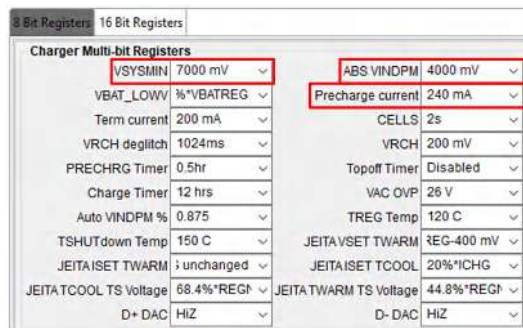 8 Bit Registers 16 Bit Registers
Charger Multi-bit Registers
VSYSMIN 7000 mV ABS VINDPM 4000 mV
VBAT_LOWV %*VBATREG Precharge current 240 mA
Term current 200 mA CELLS 2s
VRCH deglitch 1024ms VRCH 200 mV
PRECHRG Timer 0.5hr Topoff Timer Disabled
Charge Timer 12 hrs VAC OVP 26 V
Auto VINDPM % 0.875 TREG Temp 120 C
TSHUTdown Temp 150 C JEITA VSET TWARM REG-400 mV
JEITA ISET TWARM unchanged JEITA ISET TCOOL 20%*ICHG
JEITA TCOOL TS Voltage 68.4%*REGN JEITA TWARM TS Voltage 44.8%*REGN
D+ DAC HiZ D- DAC HiZ